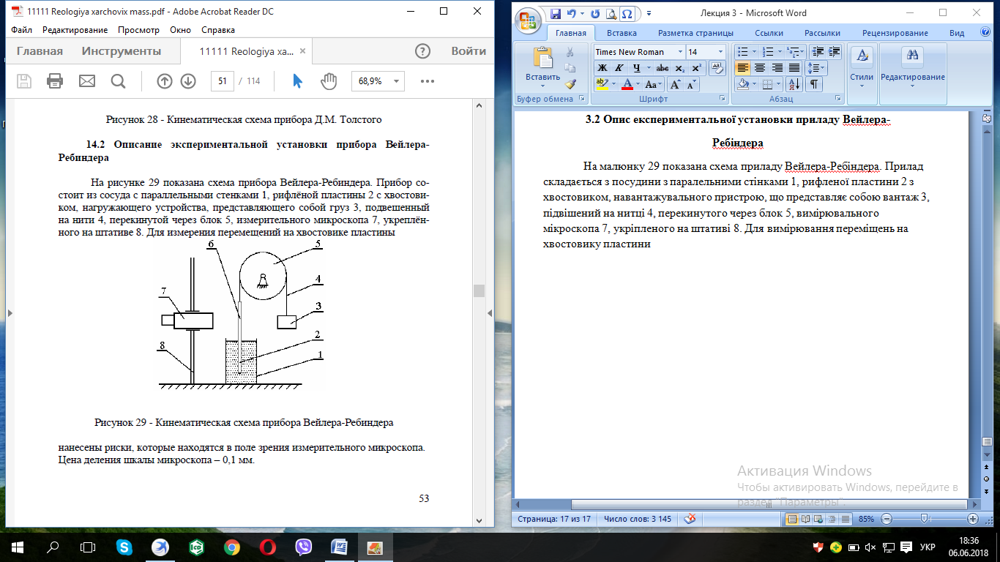 11111 Reologiya xarchovix mass.pdf - Adobe Acrobat Reader DC
Файл Редактирование Просмотр Окно Справка
Главная Инструменты 11111 Reologiya xa... × ? Войти
51 / 114 68,9%
Рисунок 28 - Кинематическая схема прибора Д.М. Толстого
14.2 Описание экспериментальной установки прибора Вейлера-
Ребиндера
На рисунке 29 показана схема прибора Вейлера-Ребиндера. Прибор со-
стоит из сосуда с параллельными стенками 1, рифлёной пластины 2 с хвостови-
ком, нагружающего устройства, представляющего собой груз 3, подвешенный
на нити 4, перекинутой через блок 5, измерительного микроскопа 7, укреплён-
ного на штативе 8. Для измерения перемещений на хвостовике пластины
6 5
4
7
3
2
8
1
Рисунок 29 - Кинематическая схема прибора Вейлера-Ребиндера
нанесены риски, которые находятся в поле зрения измерительного микроскопа.
Цена деления шкалы микроскопа – 0,1 мм.
53
Лекция 3 - Microsoft Word
Главная Вставка Разметка страницы Ссылки Рассылки Рецензирование Вид
Times New Roman 14
Вставить
Ж К Ч abc x₂ x²
Стили Редактирование
Буфер обмена Шрифт Абзац
3.2 Опис експериментальної установки приладу Вейлера-
Ребіндера
На малюнку 29 показана схема приладу Вейлера-Ребіндера. Прилад
складається з посудини з паралельними стінками 1, рифленої пластини 2 з
хвостовиком, навантажувального пристрою, що представляє собою вантаж 3,
підвішений на нитці 4, перекинутого через блок 5, вимірювального
мікроскопа 7, укріпленого на штативі 8. Для вимірювання переміщень на
хвостовику пластини
Активация Windows
Чтобы активировать Windows, перейдите в
раздел "Параметры".
Страница: 17 из 17 Число слов: 3 145 85%
УКР 18:36
06.06.2018